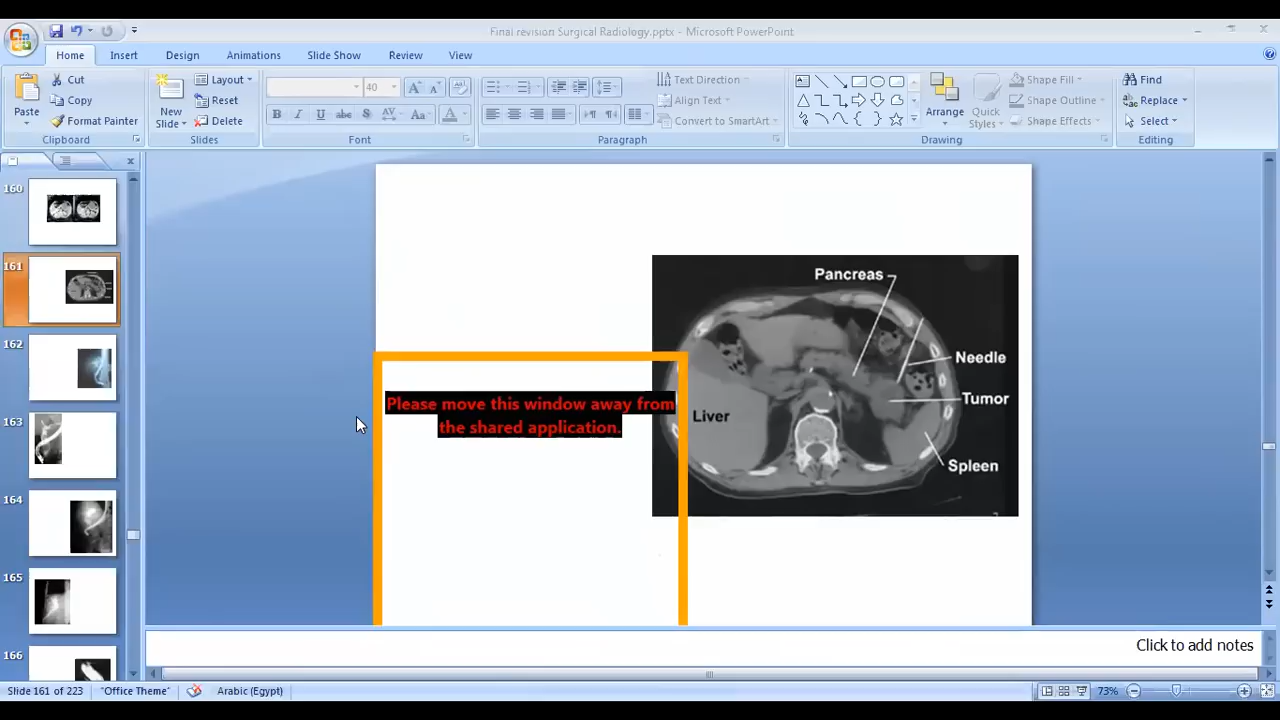 Final revision Surgical Radiology.pptx - Microsoft PowerPoint
Home Insert Design Animations Slide Show Review View
Cut
Copy
Format Painter
Paste
Clipboard
New
Slide
Layout
Reset
Delete
Slides
40
Font
Text Direction
Align Text
Convert to SmartArt
Paragraph
Arrange
Quick
Styles
Shape Fill
Shape Outline
Shape Effects
Drawing
Find
Replace
Select
Editing
160
161
162
163
164
165
166
Pancreas
Needle
Tumor
Liver
Spleen
Please move this window away from
the shared application.
Click to add notes
Slide 161 of 223 "Office Theme" Arabic (Egypt) 73%